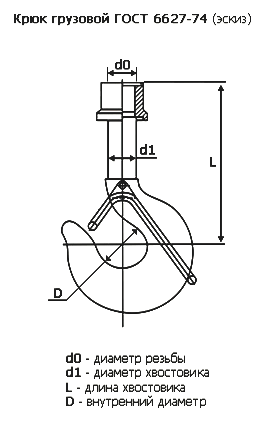 Крюк грузовой ГОСТ 6627-74 (эскиз)
d0
d1
L
D
d0 - диаметр резьбы
d1 - диаметр хвостовика
L - длина хвостовика
D - внутренний диаметр